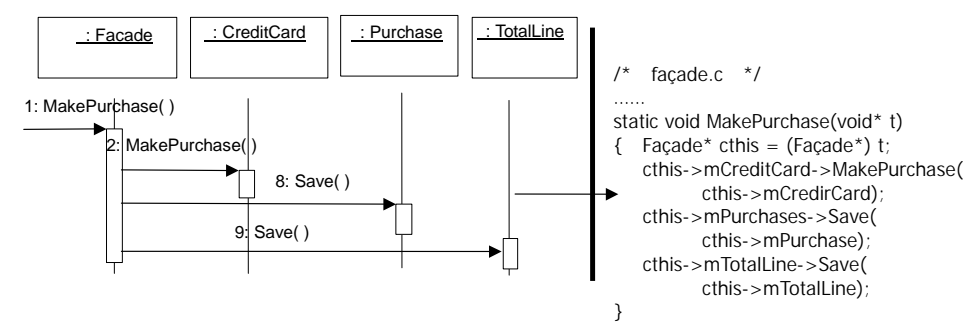 : Facade
: CreditCard
: Purchase
: TotalLine
1: MakePurchase( )
2: MakePurchase( )
8: Save( )
9: Save( )
/* façade.c */
......
static void MakePurchase(void* t)
{ Façade* cthis = (Façade*) t;
cthis->mCreditCard->MakePurchase(
cthis->mCredirCard);
cthis->mPurchases->Save(
cthis->mPurchase);
cthis->mTotalLine->Save(
cthis->mTotalLine);
}